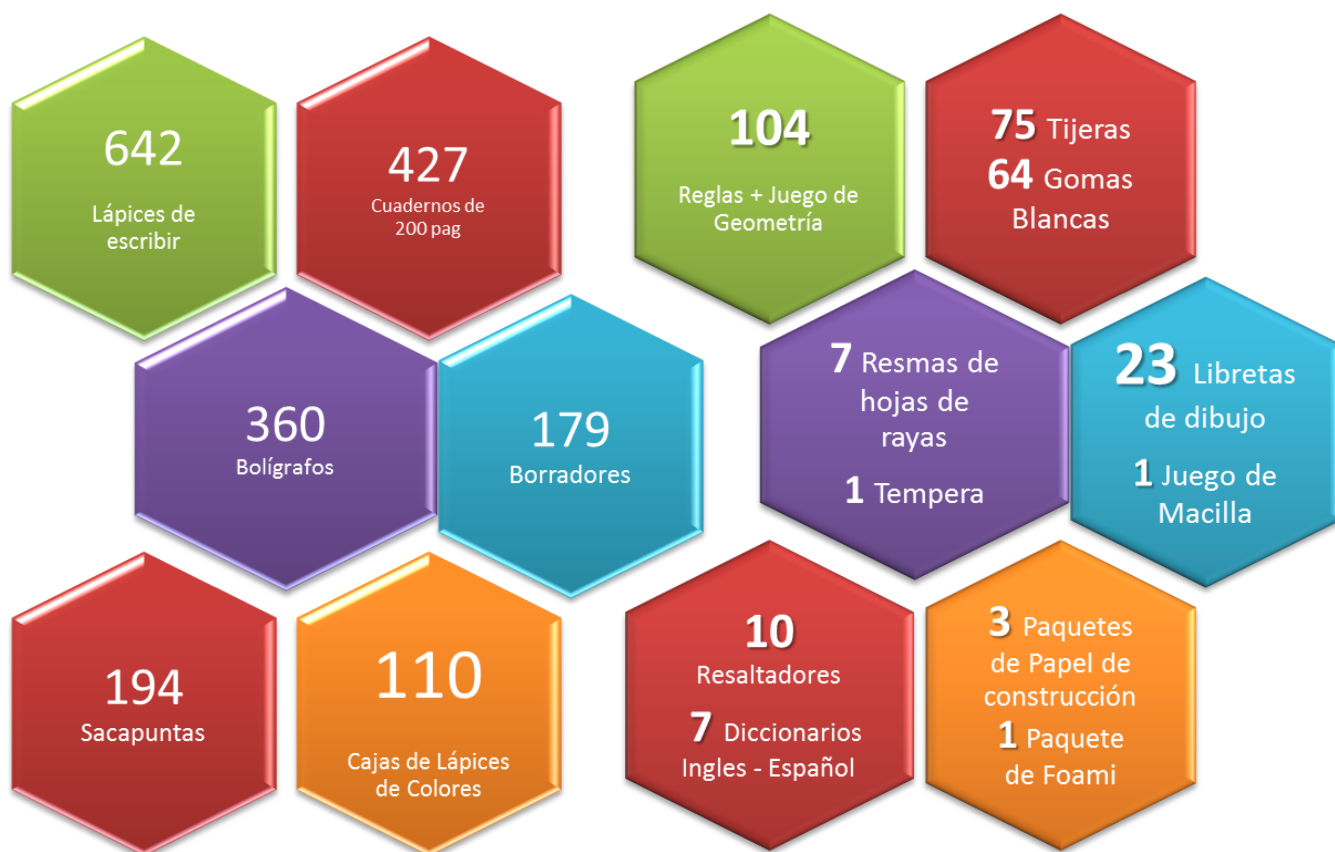 642
Lápices de
escribir
427
Cuadernos de
200 pag
104
Reglas + Juego de
Geometría
75 Tijeras
64 Gomas
Blancas
360
Bolígrafos
179
Borradores
7 Resmas de
hojas de
rayas
1 Tempera
23 Libretas
de dibujo
1 Juego de
Macilla
194
Sacapuntas
110
Cajas de Lápices
de Colores
10
Resaltadores
7 Diccionarios
Ingles - Español
3 Paquetes
de Papel de
construcción
1 Paquete
de Foami